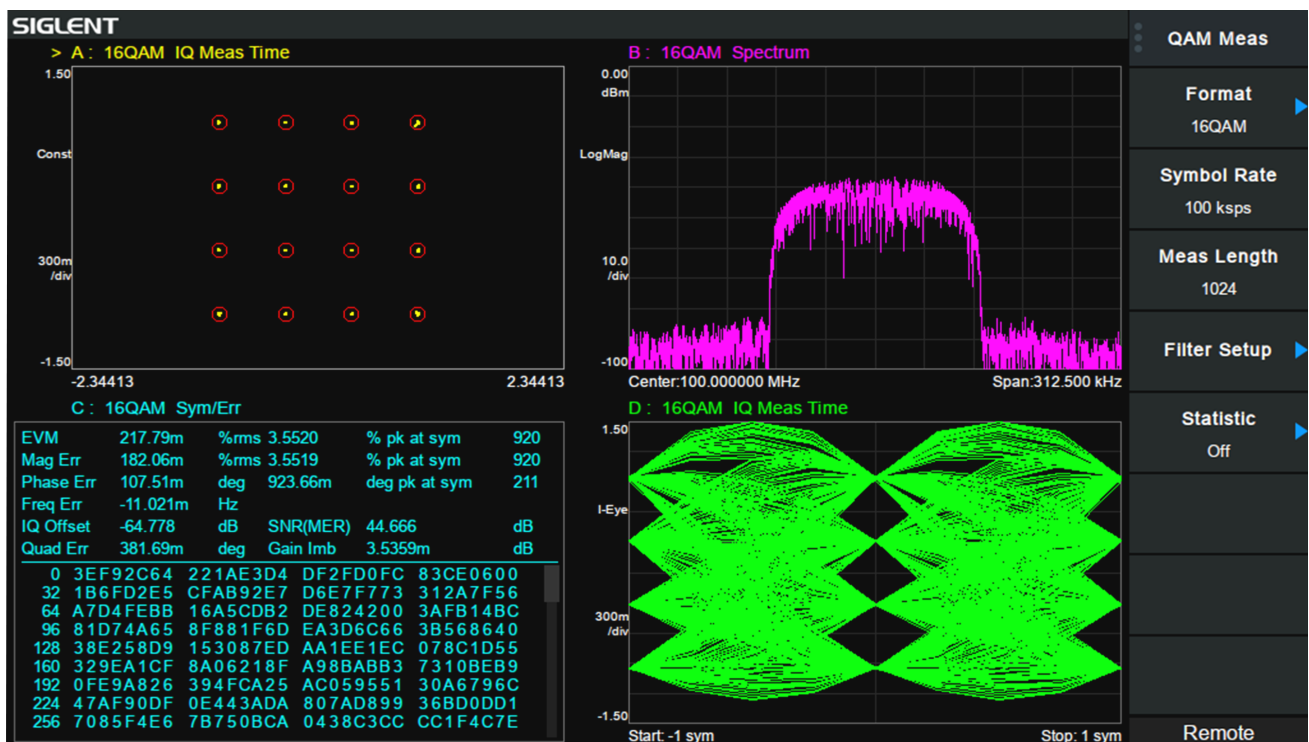 SIGLENT
> A: 16QAM IQ Meas Time
1.50
Const
300m
/div
-1.50
-2.34413
2.34413
B: 16QAM Spectrum
0.00
dBm
LogMag
10.0
/div
-100
Center:100.000000 MHz
Span:312.500 kHz
C: 16QAM Sym/Err
EVM 217.79m %rms 3.5520 % pk at sym 920
Mag Err 182.06m %rms 3.5519 % pk at sym 920
Phase Err 107.51m deg 923.66m deg pk at sym 211
Freq Err -11.021m Hz
IQ Offset -64.778 dB SNR(MER) 44.666 dB
Quad Err 381.69m deg Gain Imb 3.5359m dB
0 3EF92C64 221AE3D4 DF2FD0FC 83CE0600
32 1B6FD2E5 CFAB92E7 D6E7F773 312A7F56
64 A7D4FEBB 16A5CDB2 DE824200 3AFB14BC
96 81D74A65 8F881F6D EA3D6C66 3B568640
128 38E258D9 153087ED AA1EE1EC 078C1D55
160 329EA1CF 8A06218F A98BABB3 7310BEB9
192 0FE9A826 394FCA25 AC059551 30A6796C
224 47AF90DF 0E443ADA 807AD899 36BD0DD1
256 7085F4E6 7B750BCA 0438C3CC CC1F4C7E
D: 16QAM IQ Meas Time
1.50
I-Eye
300m
/div
-1.50
Start: -1 sym
Stop: 1 sym
QAM Meas
Format
16QAM
Symbol Rate
100 ksps
Meas Length
1024
Filter Setup
Statistic
Off
Remote